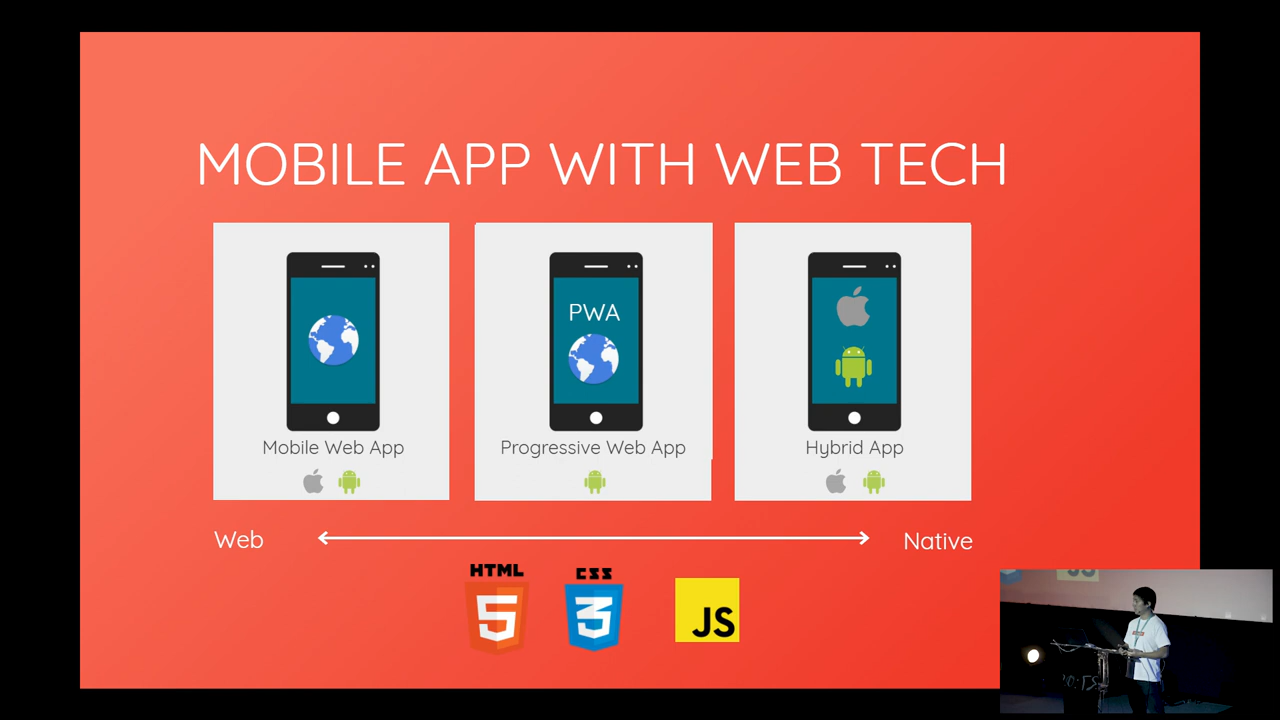 MOBILE APP WITH WEB TECH
PWA
Mobile Web App
Progressive Web App
Hybrid App
Web
Native
HTML
5
CSS
3
JS